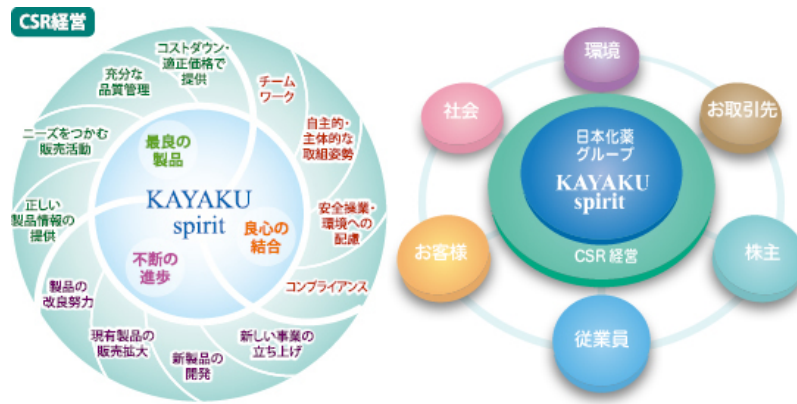 CSR経営
コストダウン・
適正価格で
提供
充分な
品質管理
ニーズをつかむ
販売活動
正しい
製品情報の
提供
チーム
ワーク
自主的・
主体的な
取組姿勢
安全操業・
環境への
配慮
コンプライアンス
最良の
製品
KAYAKU
spirit
良心の
結合
不断の
進歩
製品の
改良努力
現有製品の
販売拡大
新製品の
開発
新しい事業の
立ち上げ
環境
社会
お取引先
日本化薬
グループ
KAYAKU
spirit
CSR経営
お客様
株主
従業員